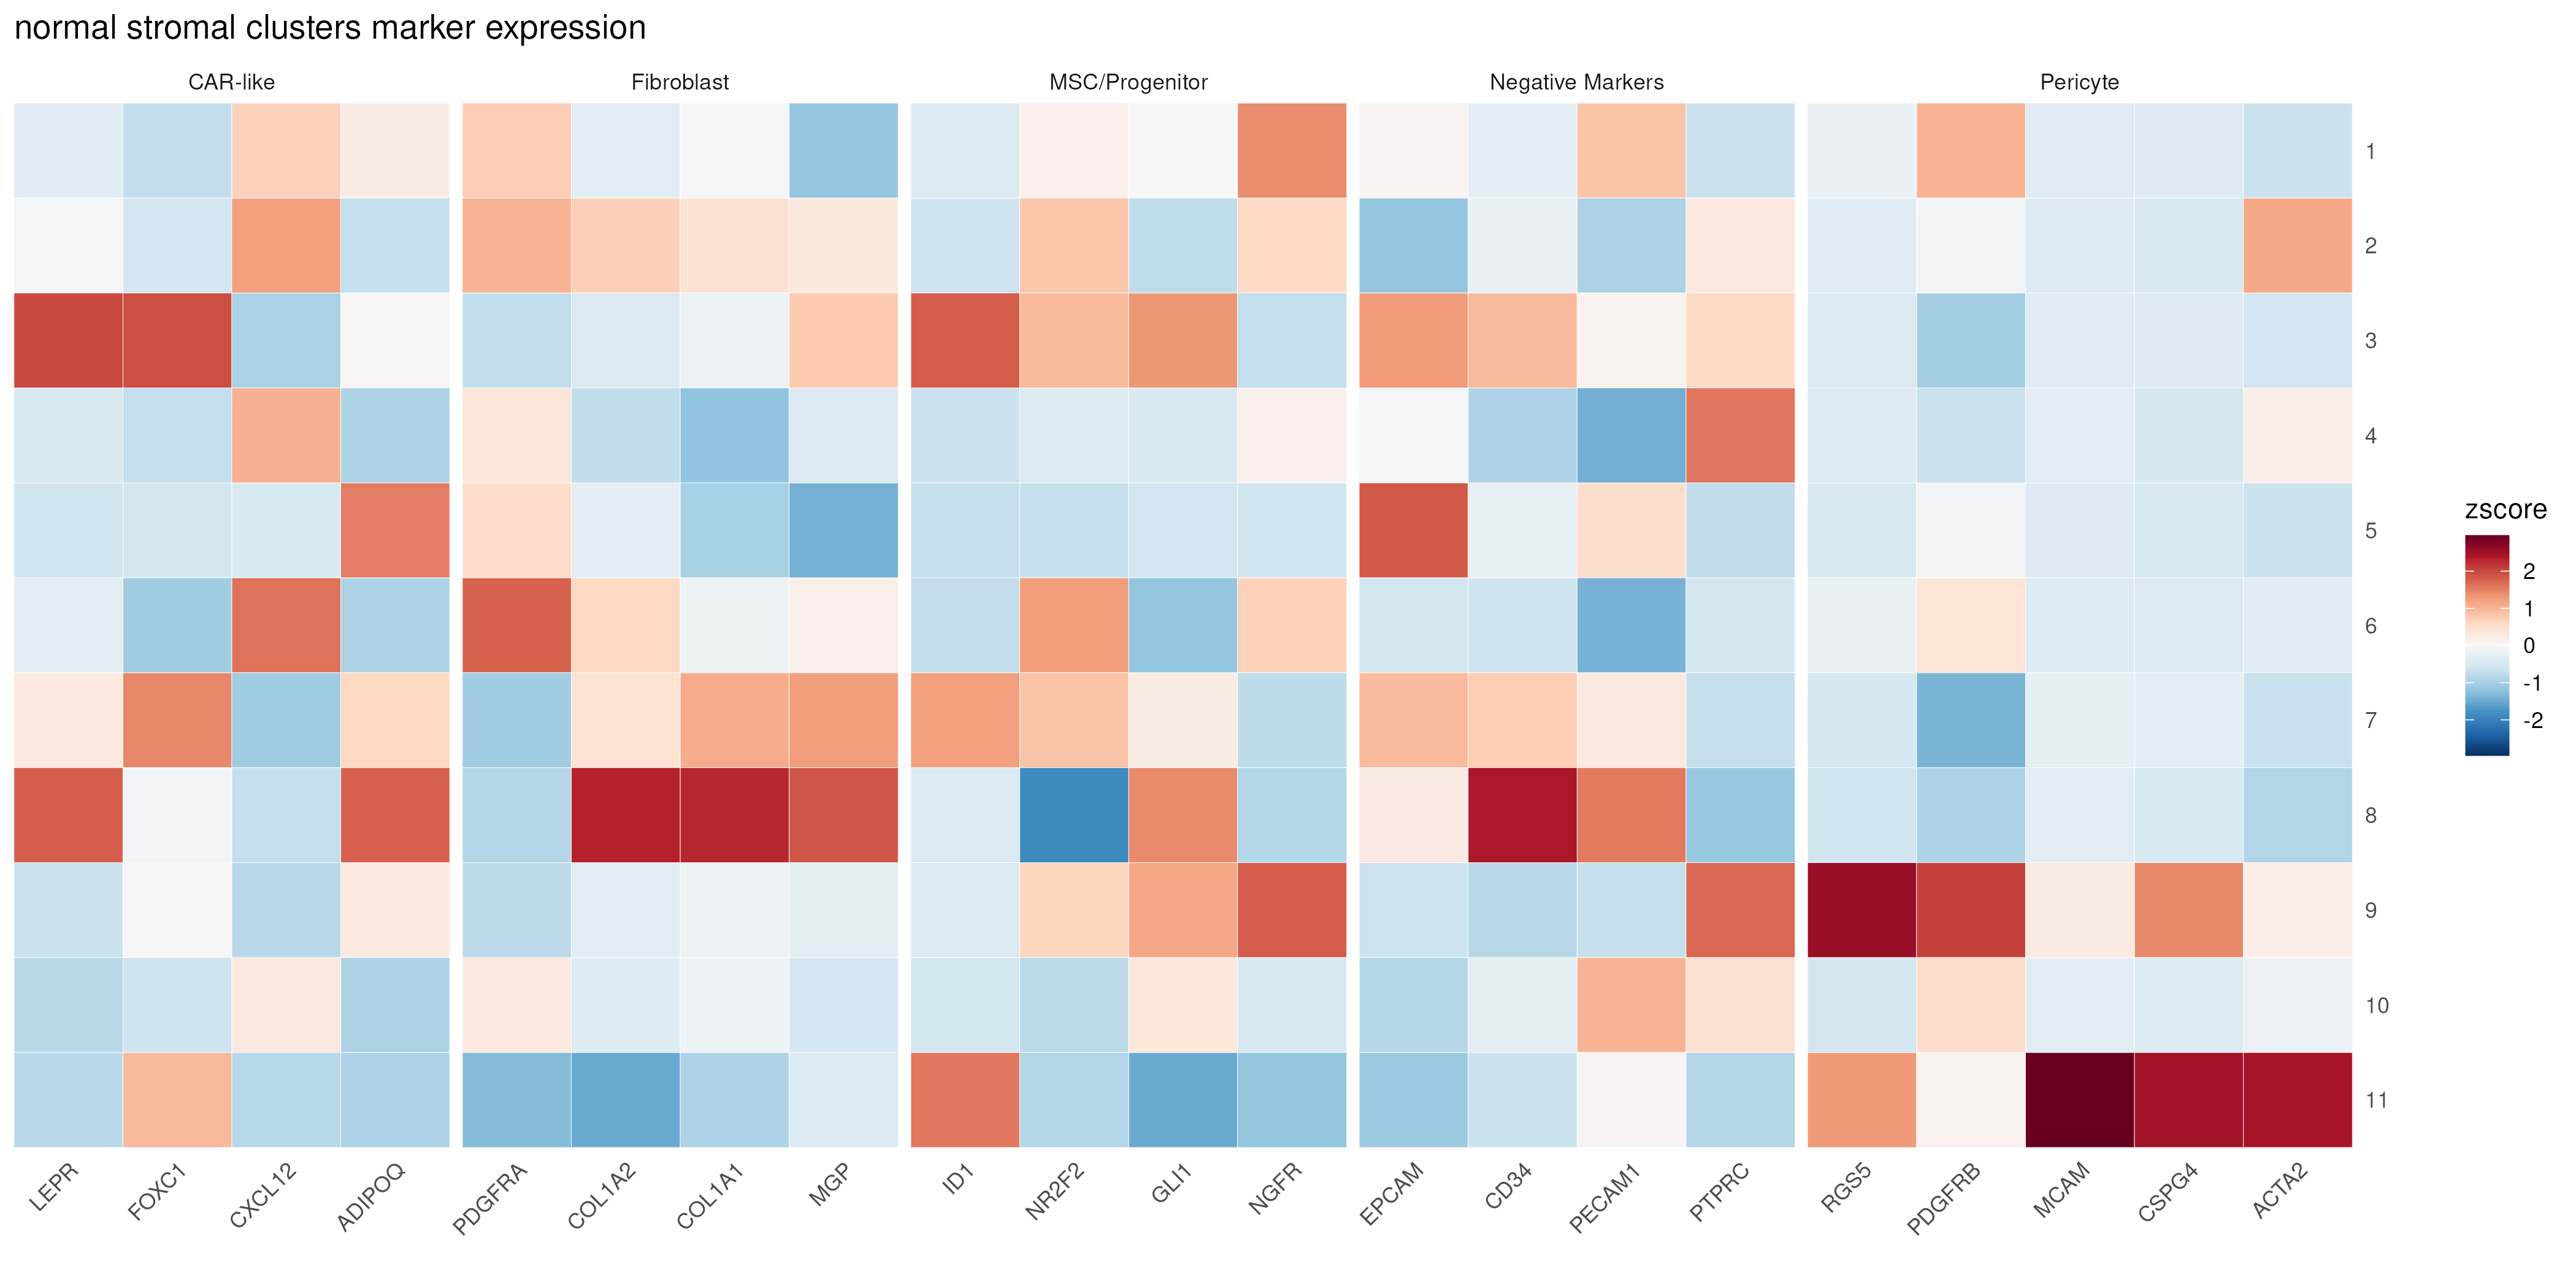 normal stromal clusters marker expression
CAR-like
Fibroblast
MSC/Progenitor
Negative Markers
Pericyte
1
2
3
4
5
6
7
8
9
10
11
zscore
2
1
0
-1
-2
LEPR
FOXC1
CXCL12
ADIPOQ
PDGFRA
COL1A2
COL1A1
MGP
ID1
NR2F2
GLI1
NGFR
EPCAM
CD34
PECAM1
PTPRC
RGS5
PDGFRB
MCAM
CSPG4
ACTA2